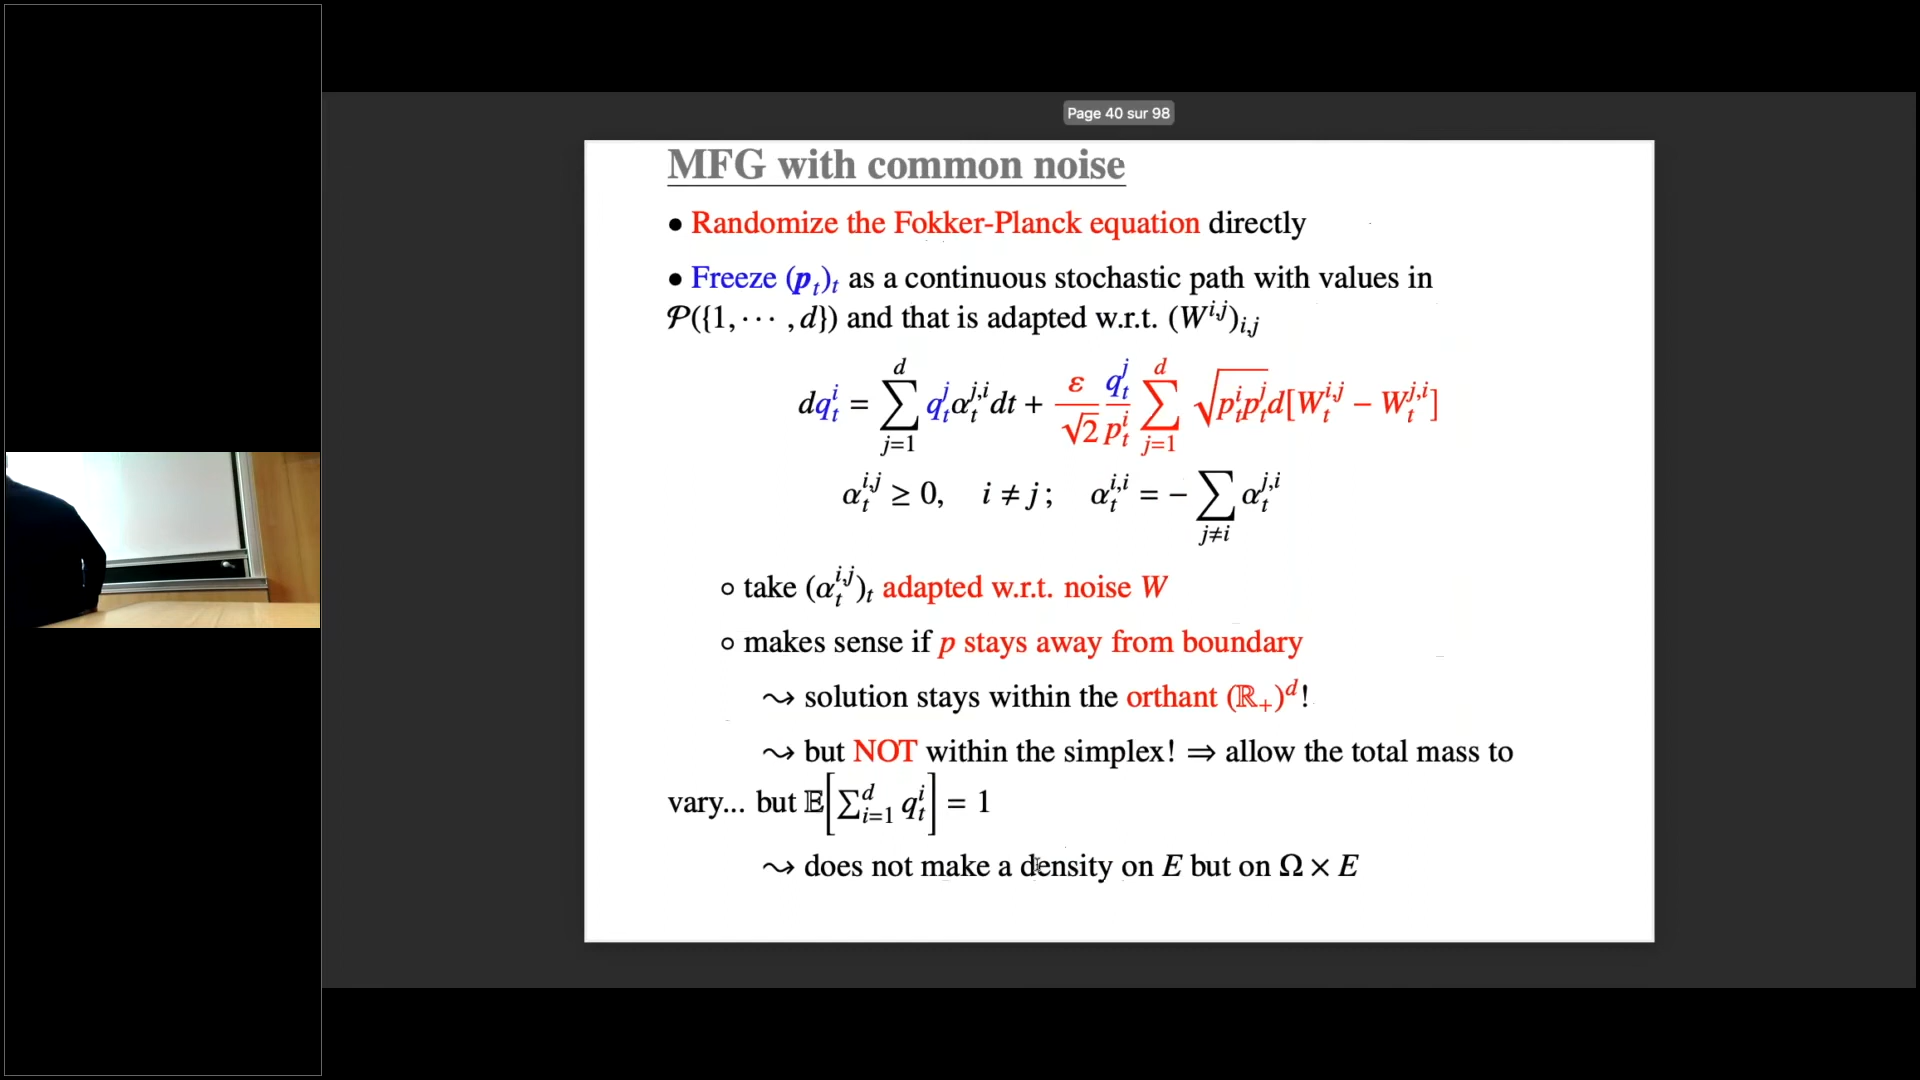 Page 40 sur 98
MFG with common noise
• Randomize the Fokker-Planck equation directly
• Freeze (p_t)_t as a continuous stochastic path with values in
𝒫({1, ⋯ , d}) and that is adapted w.r.t. (W^{i,j})_{i,j}
dq_t^i = ∑_{j=1}^d q_t^j α_t^{j,i} dt + (ε/√2) (q_t^j/p_t^i) ∑_{j=1}^d √(p_t^i p_t^j) d[W_t^{i,j} − W_t^{j,i}]
α_t^{i,j} ≥ 0, i ≠ j; α_t^{i,i} = − ∑_{j≠i} α_t^{j,i}
∘ take (α_t^{i,j})_t adapted w.r.t. noise W
∘ makes sense if p stays away from boundary
⇝ solution stays within the orthant (ℝ_+)^d!
⇝ but NOT within the simplex! ⇒ allow the total mass to
vary... but 𝔼[∑_{i=1}^d q_t^i] = 1
⇝ does not make a density on E but on Ω × E